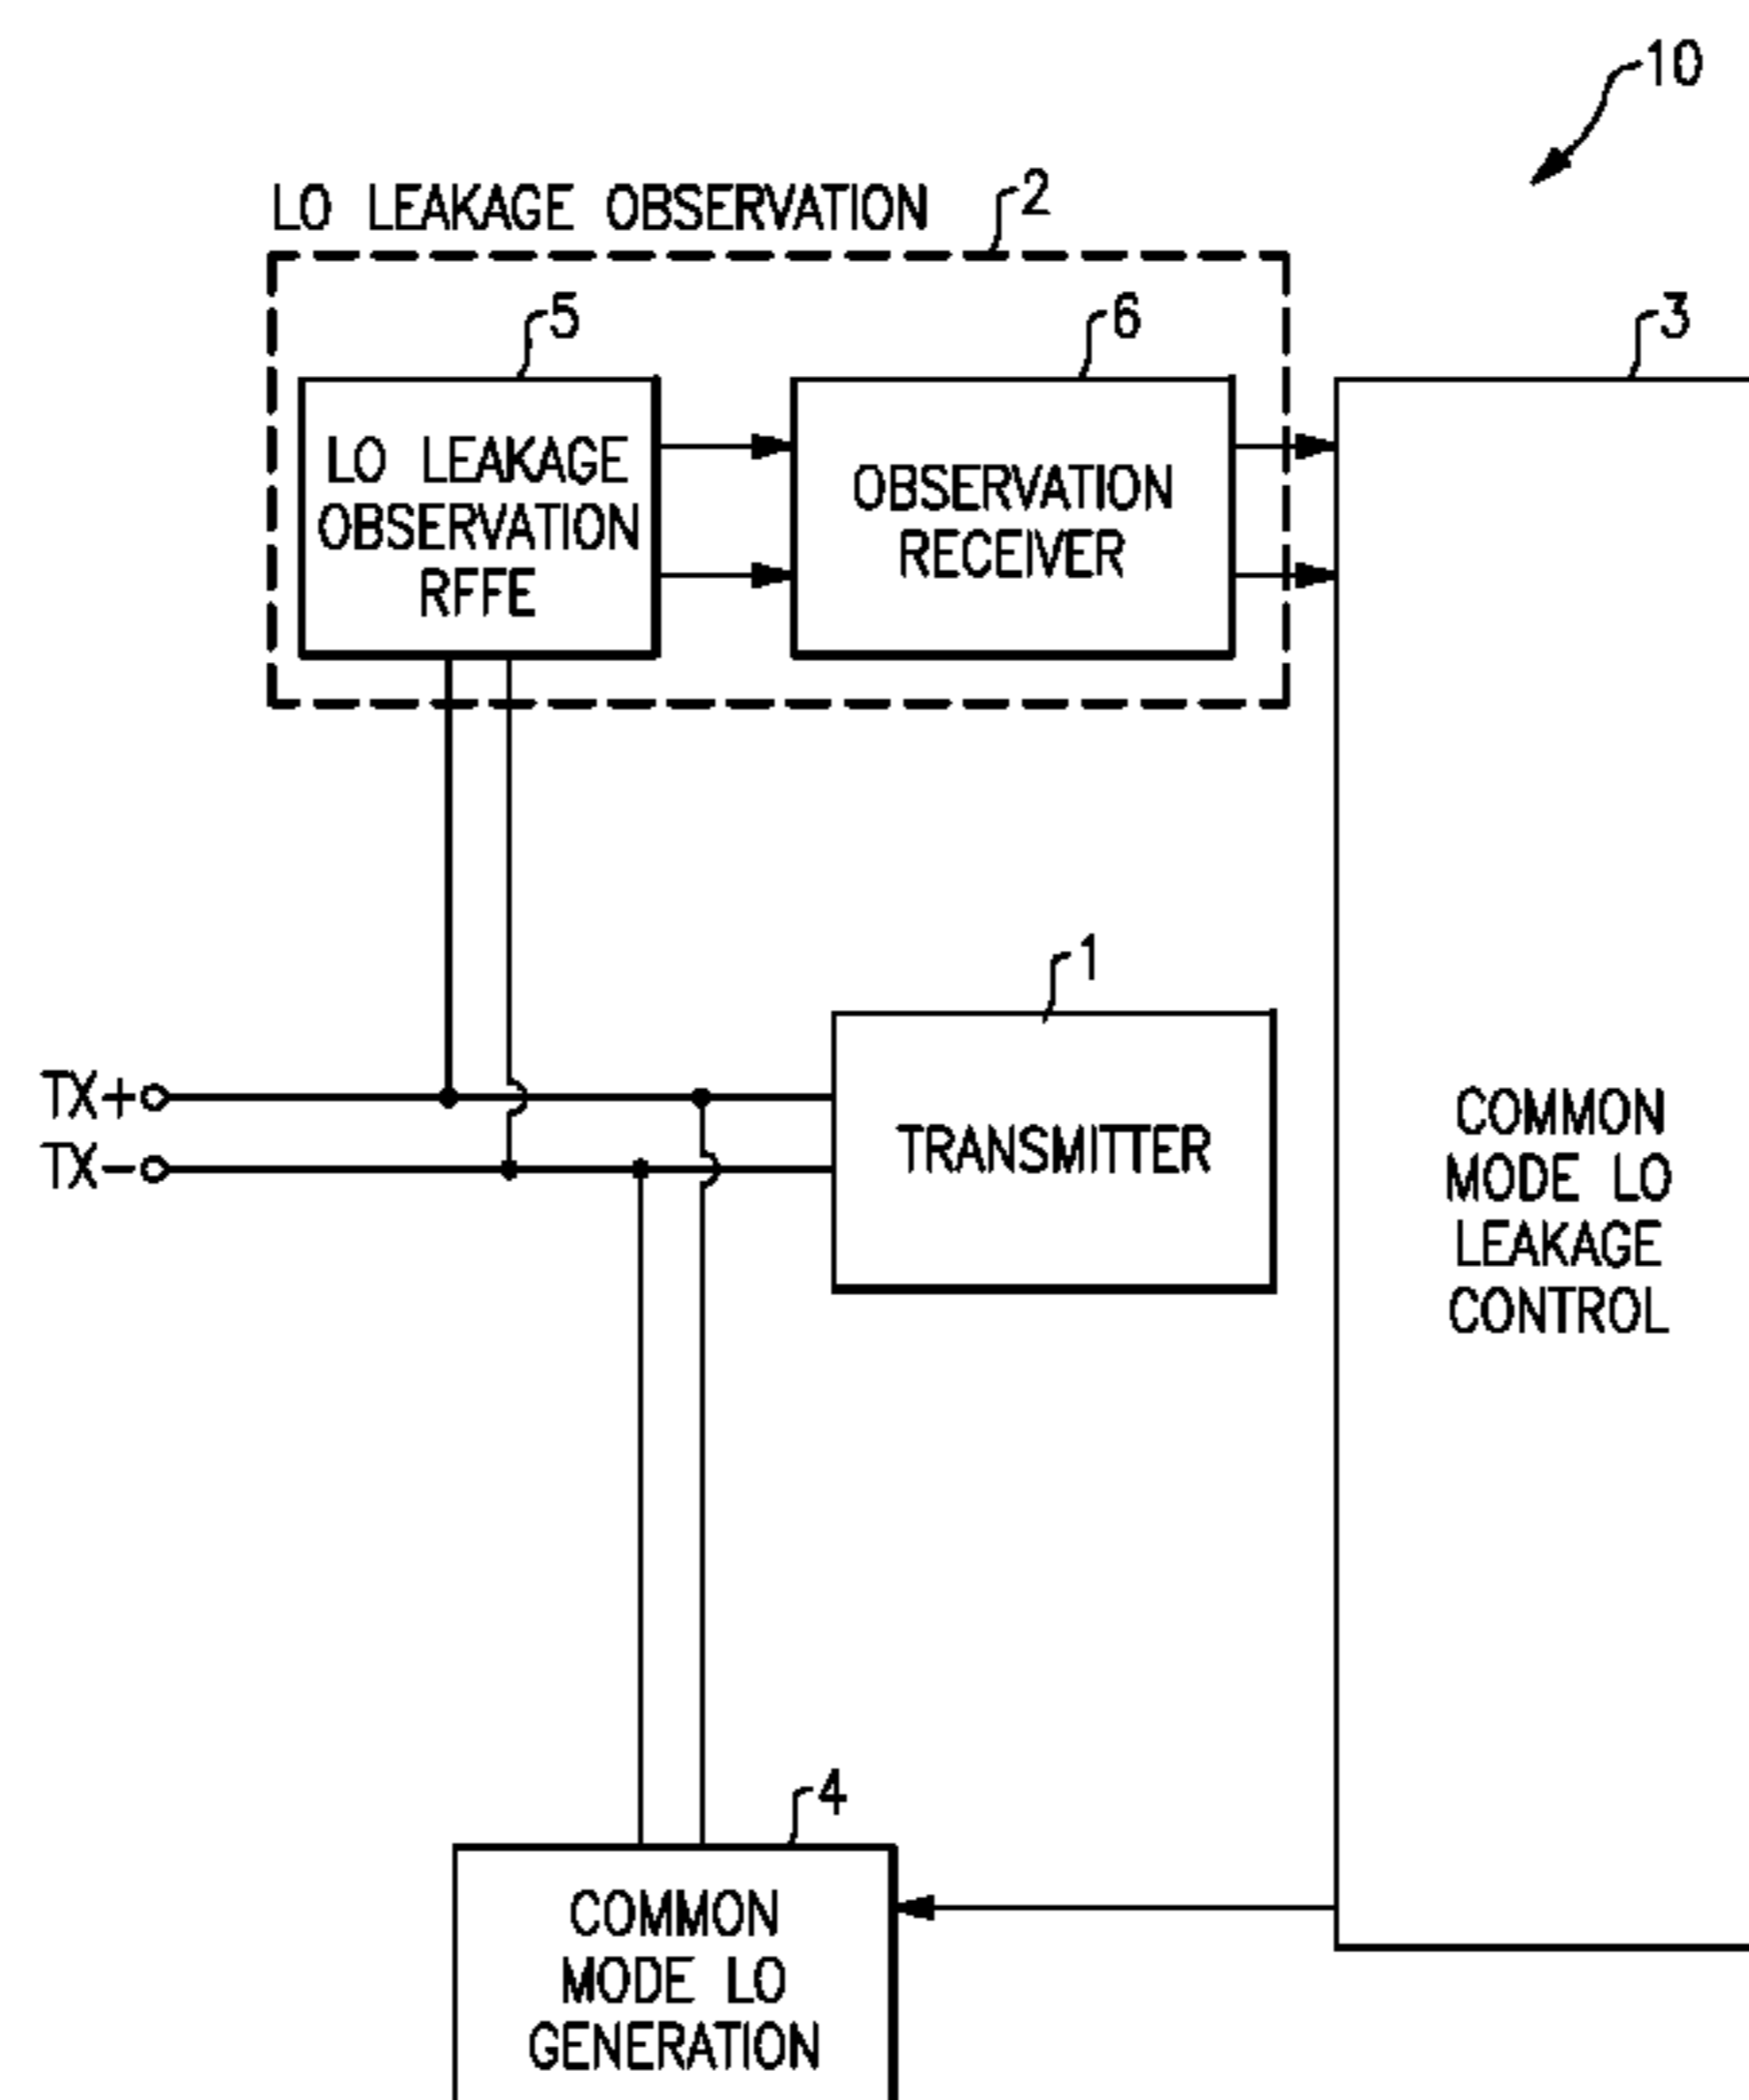 10
LO LEAKAGE OBSERVATION
2
5
6
3
LO LEAKAGE
OBSERVATION
RFFE
OBSERVATION
RECEIVER
1
TX+
TX-
TRANSMITTER
COMMON
MODE LO
LEAKAGE
CONTROL
4
COMMON
MODE LO
GENERATION